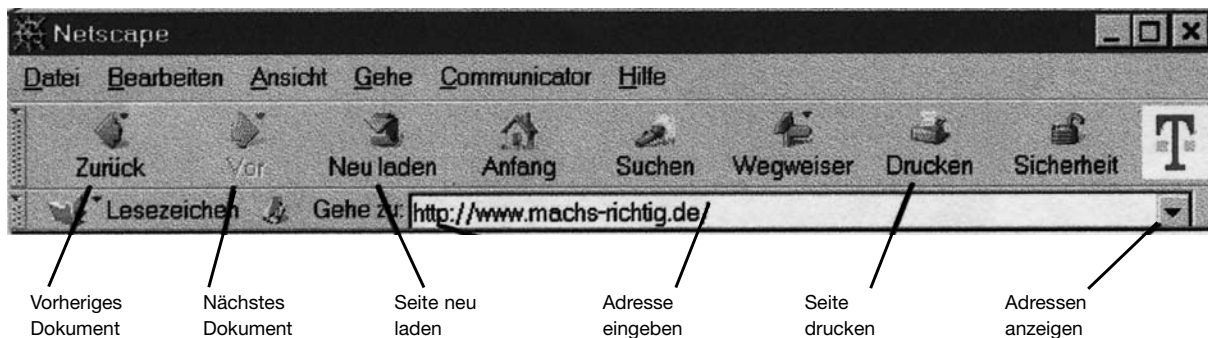 Netscape
Datei Bearbeiten Ansicht Gehe Communicator Hilfe
Zurück Vor Neu laden Anfang Suchen Wegweiser Drucken Sicherheit T
Lesezeichen Gehe zu: http://www.machs-richtig.de/
Vorheriges Nächstes Seite neu Adresse Seite Adressen
Dokument Dokument laden eingeben drucken anzeigen